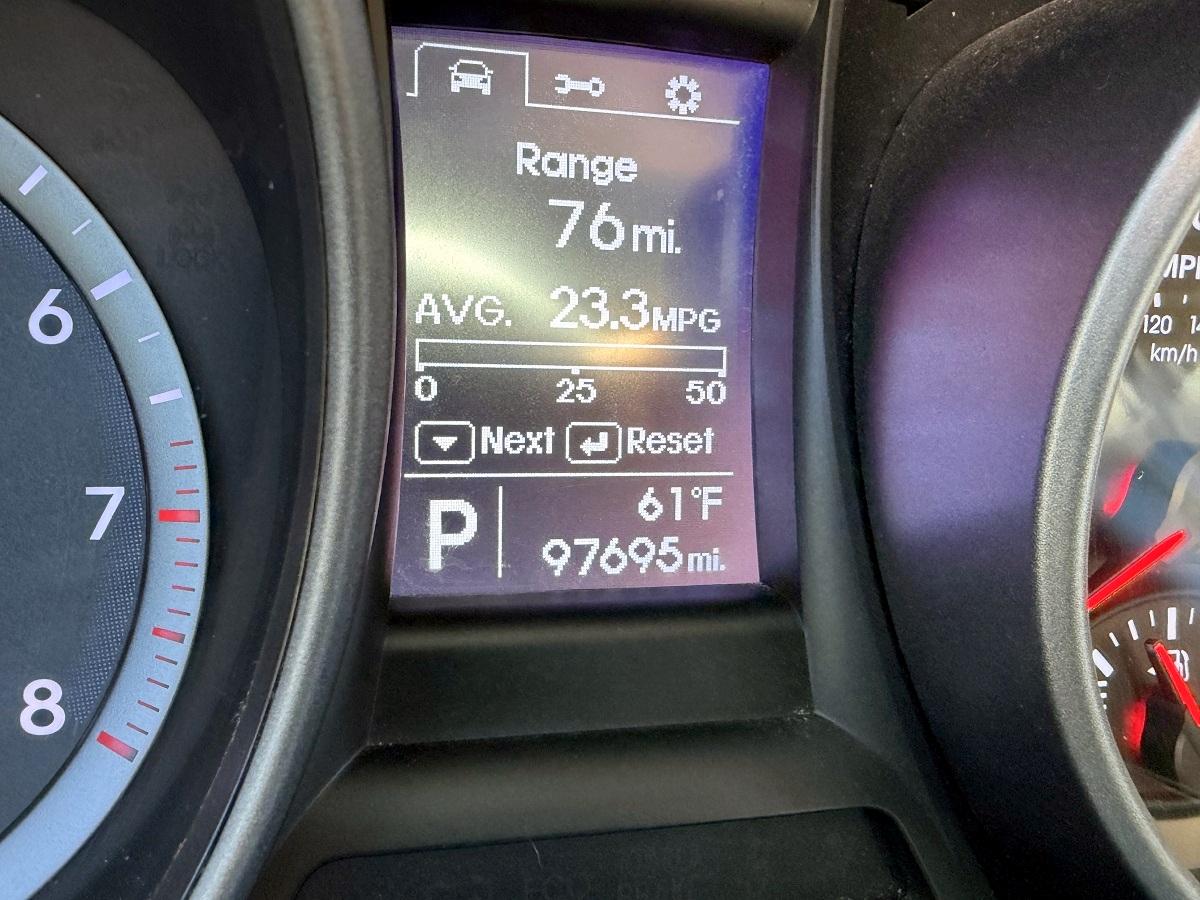 Range
76 mi.
AVG. 23.3 MPG
0 25 50
Next Reset
P
61°F
97695 mi.
6
7
8
MPH
120
km/h